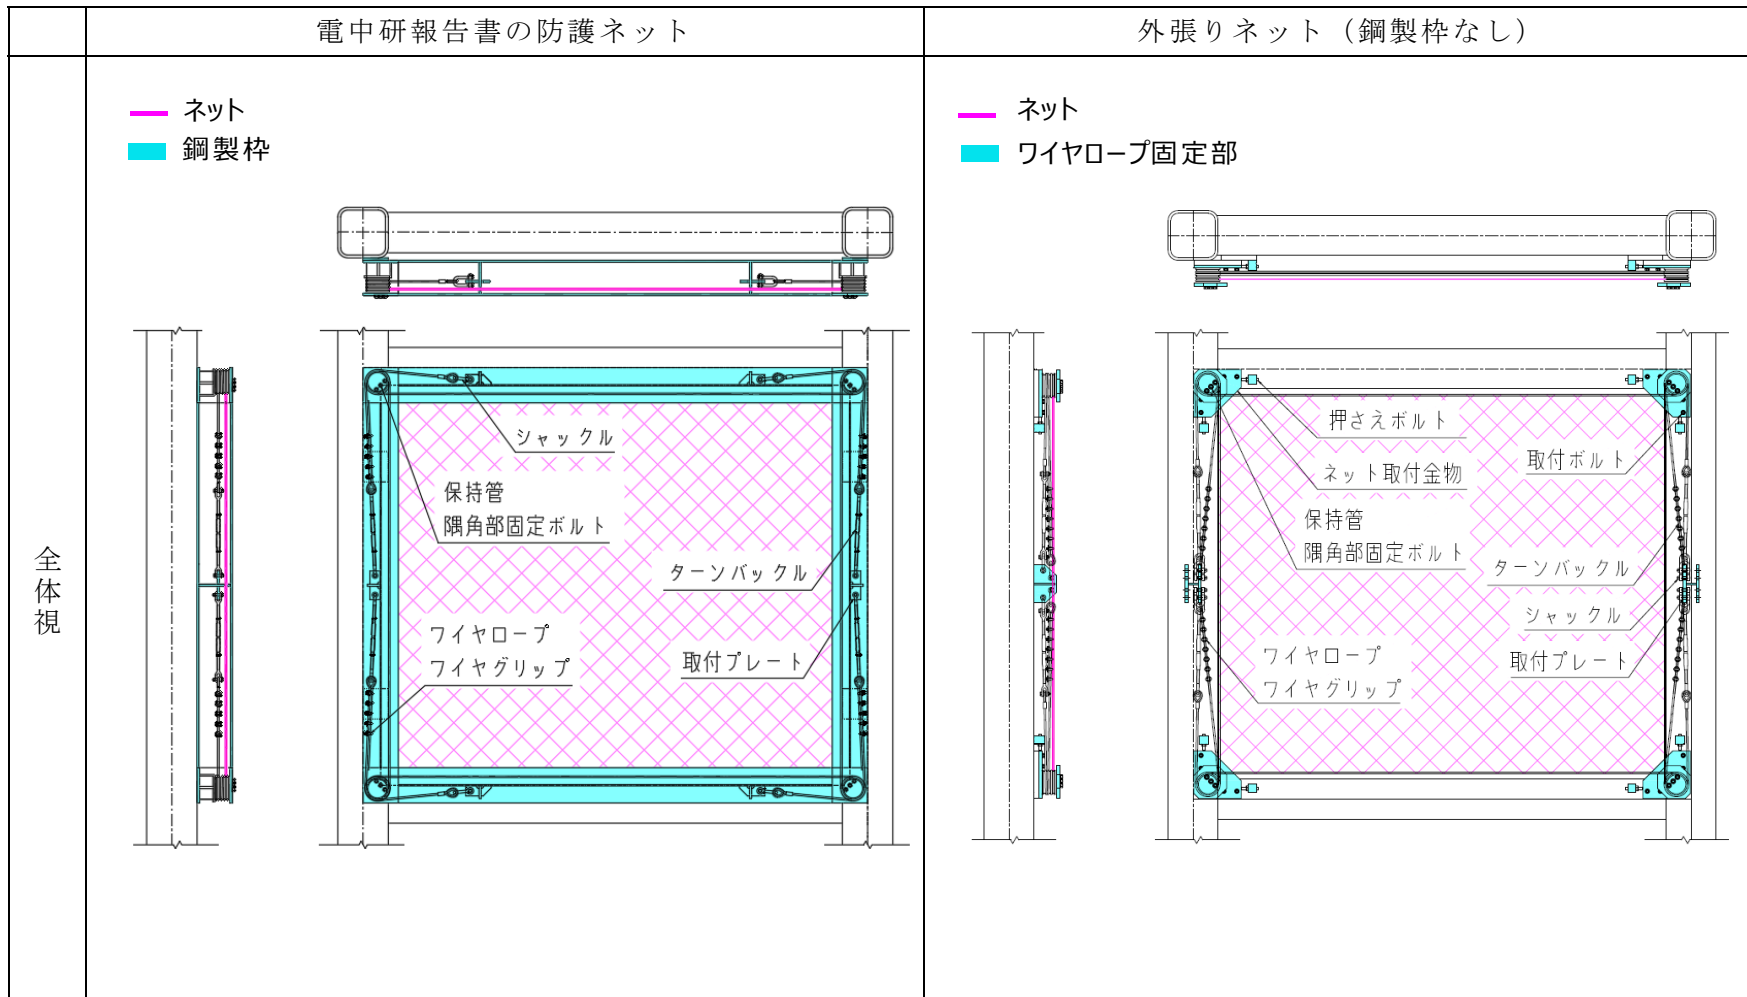 電中研報告書の防護ネット
外張りネット（鋼製枠なし）
全体視
ネット
鋼製枠
シャックル
保持管
隅角部固定ボルト
ターンバックル
ワイヤロープ
ワイヤグリップ
取付プレート
ネット
ワイヤロープ固定部
押さえボルト
取付ボルト
ネット取付金物
保持管
隅角部固定ボルト
ターンバックル
シャックル
ワイヤロープ
ワイヤグリップ
取付プレート